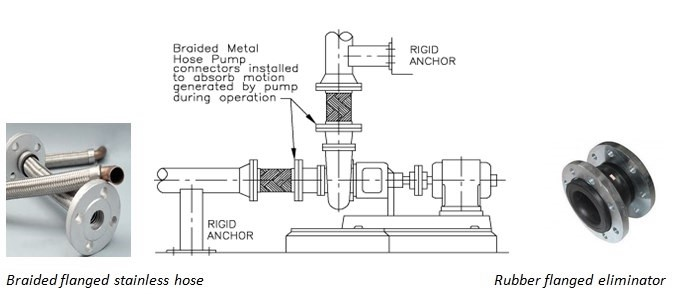 Braided Metal
Hose Pump
connectors installed
to absorb motion
generated by pump
during operation
RIGID
ANCHOR
RIGID
ANCHOR
Braided flanged stainless hose
Rubber flanged eliminator